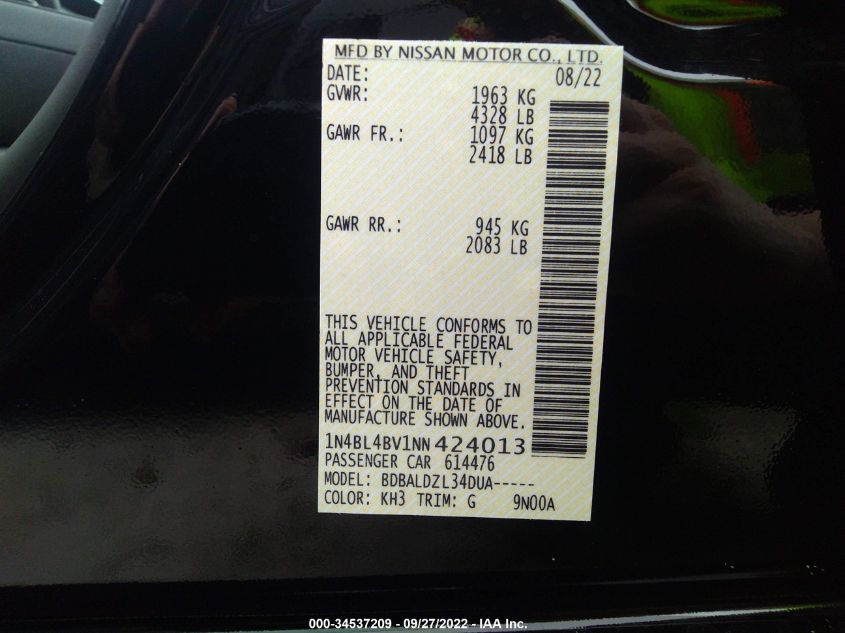 MFD BY NISSAN MOTOR CO., LTD.
DATE: 08/22
GVWR: 1963 KG
4328 LB
GAWR FR.: 1097 KG
2418 LB
GAWR RR.: 945 KG
2083 LB
THIS VEHICLE CONFORMS TO
ALL APPLICABLE FEDERAL
MOTOR VEHICLE SAFETY,
BUMPER, AND THEFT
PREVENTION STANDARDS IN
EFFECT ON THE DATE OF
MANUFACTURE SHOWN ABOVE.
1N4BL4BV1NN424013
PASSENGER CAR 614476
MODEL: BDBALDZL34DUA-----
COLOR: KH3 TRIM: G 9N00A
000-34537209 - 09/27/2022 - IAA Inc.